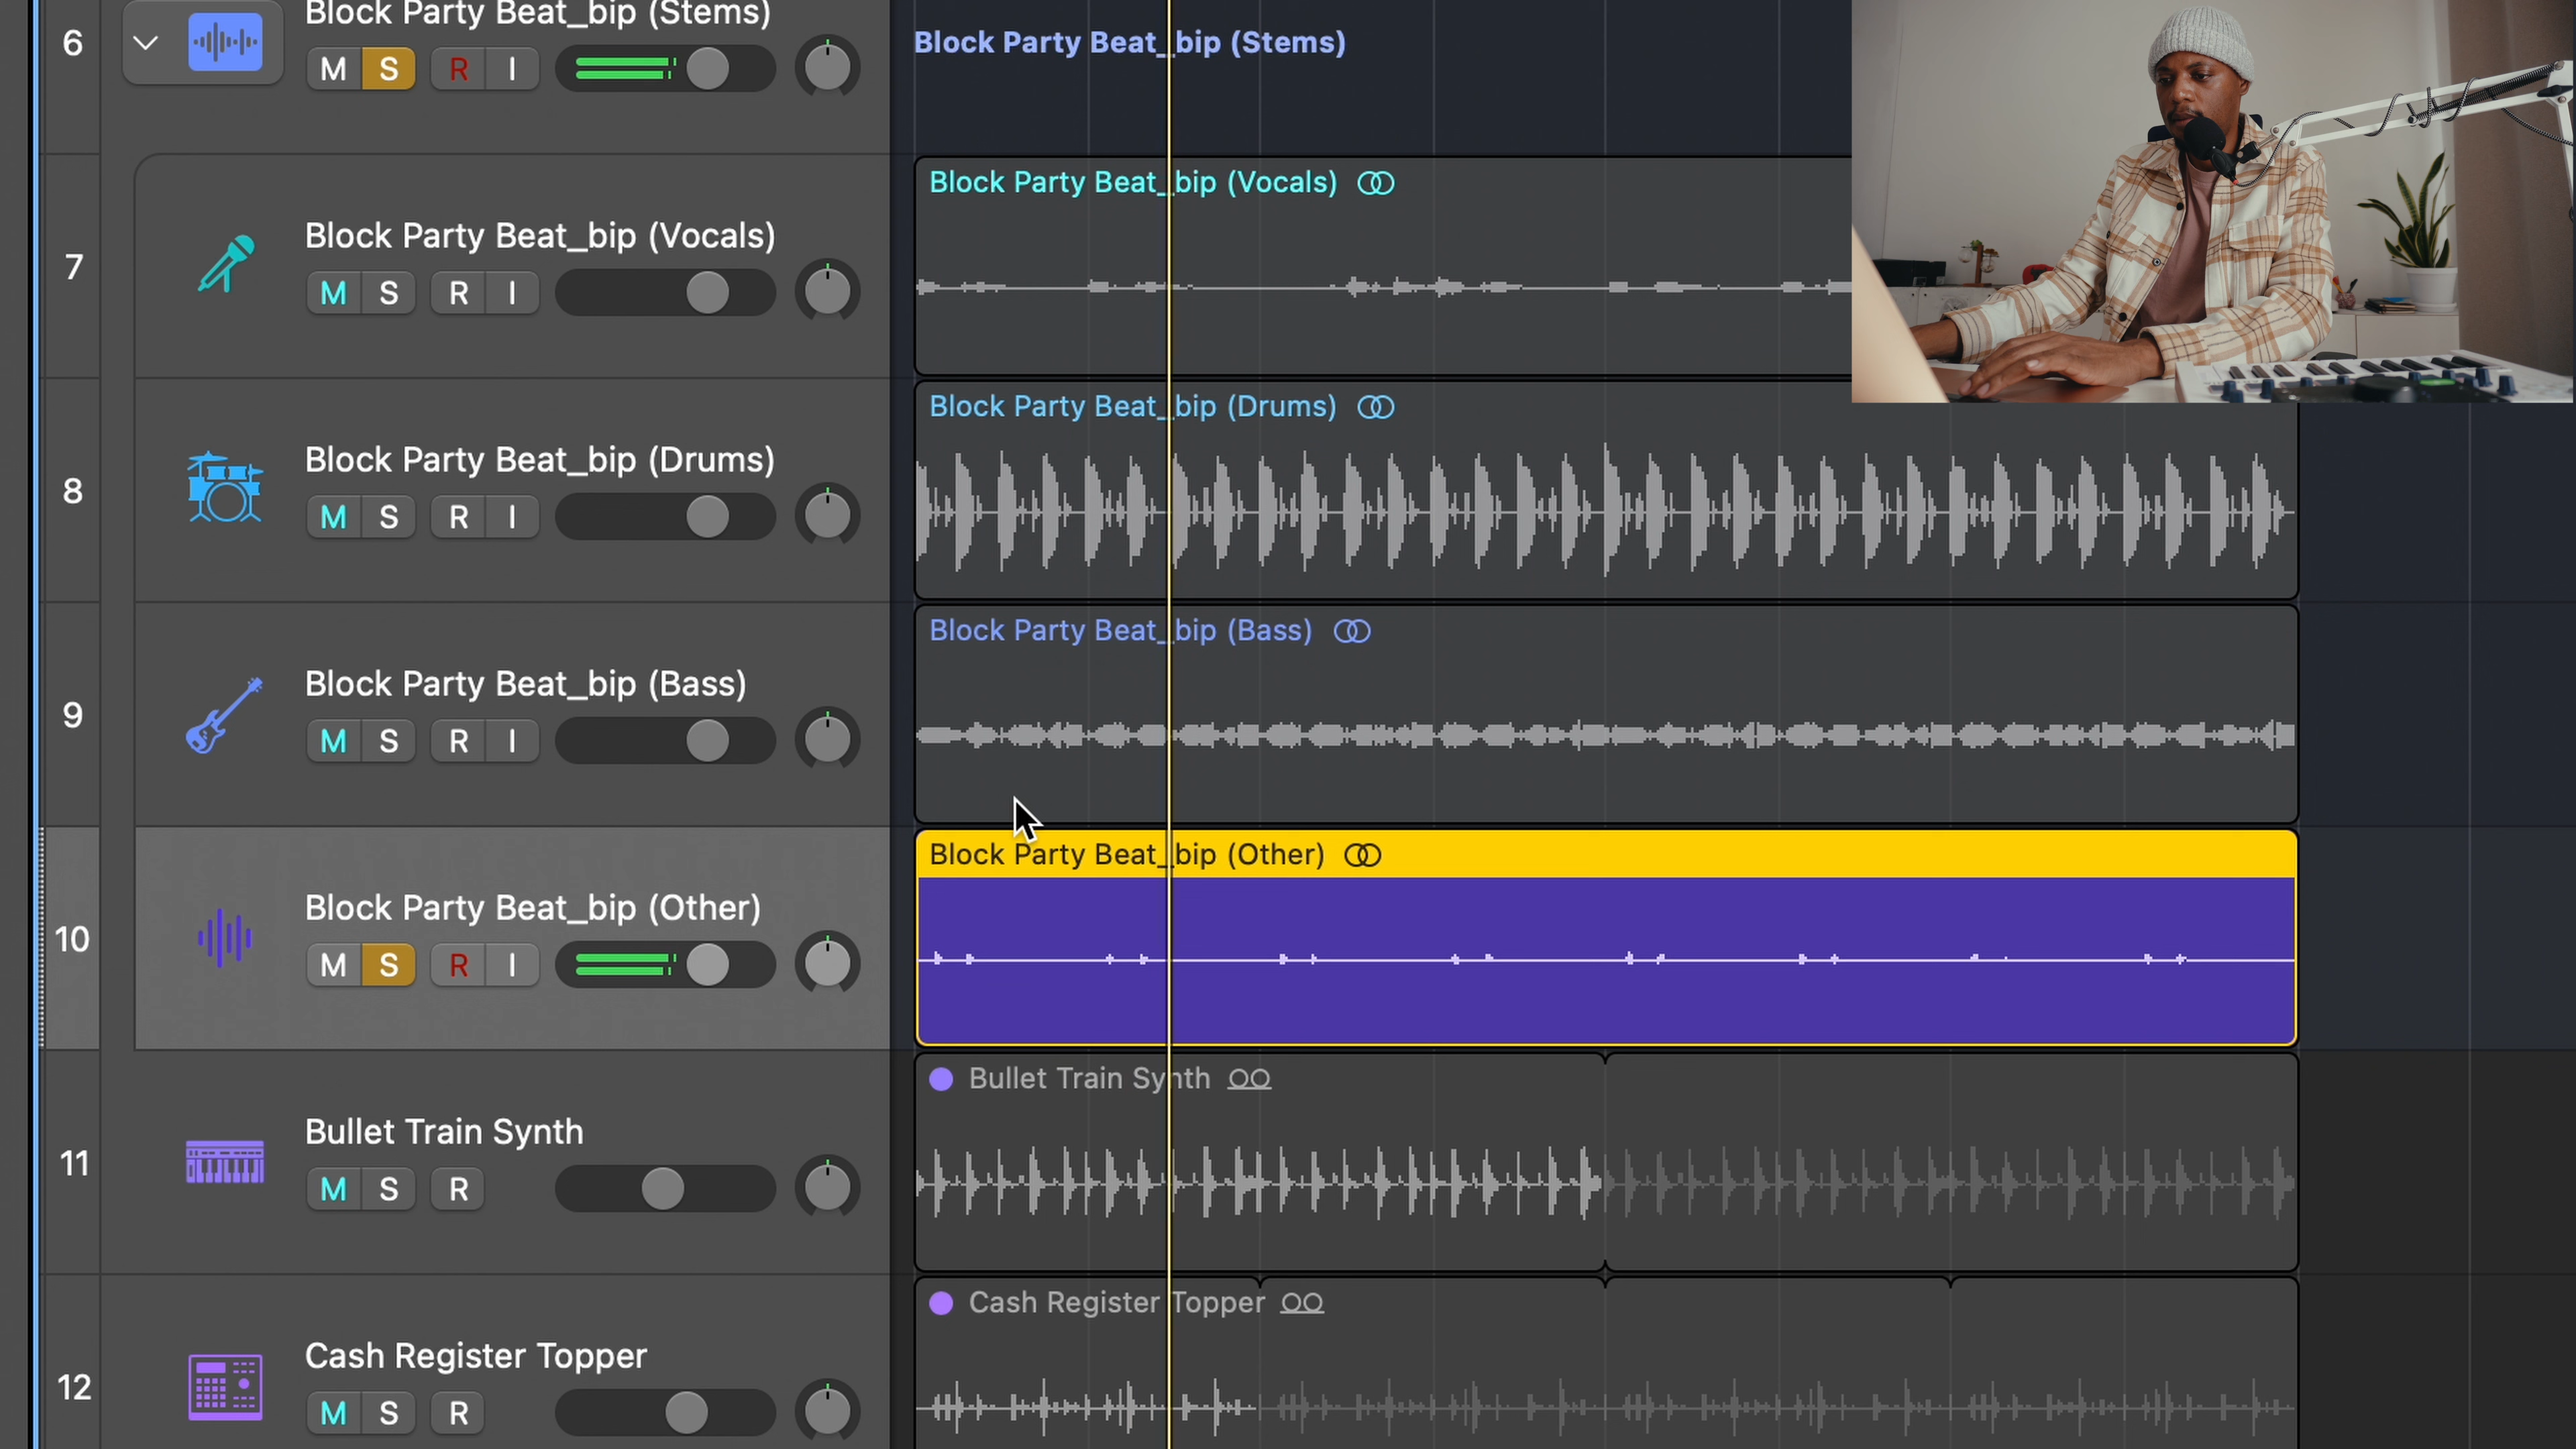 6
Block Party Beat_bip (Stems)
M S R I
Block Party Beat_bip (Stems)
7
Block Party Beat_bip (Vocals)
M S R I
Block Party Beat_bip (Vocals)
8
Block Party Beat_bip (Drums)
M S R I
Block Party Beat_bip (Drums)
9
Block Party Beat_bip (Bass)
M S R I
Block Party Beat_bip (Bass)
10
Block Party Beat_bip (Other)
M S R I
Block Party Beat_bip (Other)
11
Bullet Train Synth
M S R
Bullet Train Synth
12
Cash Register Topper
M S R
Cash Register Topper